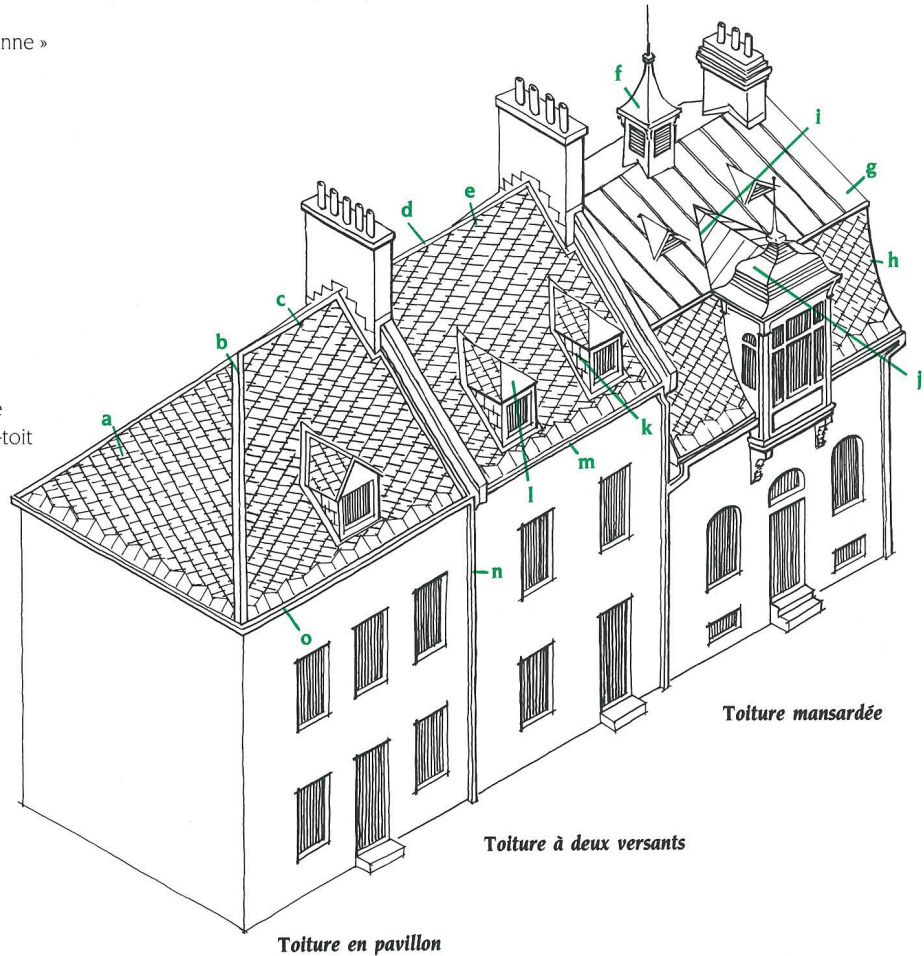 nne »
f
i
g
e
d
h
c
b
j
a
k
-toit
m
l
n
o
Toiture mansardée
Toiture à deux versants
Toiture en pavillon